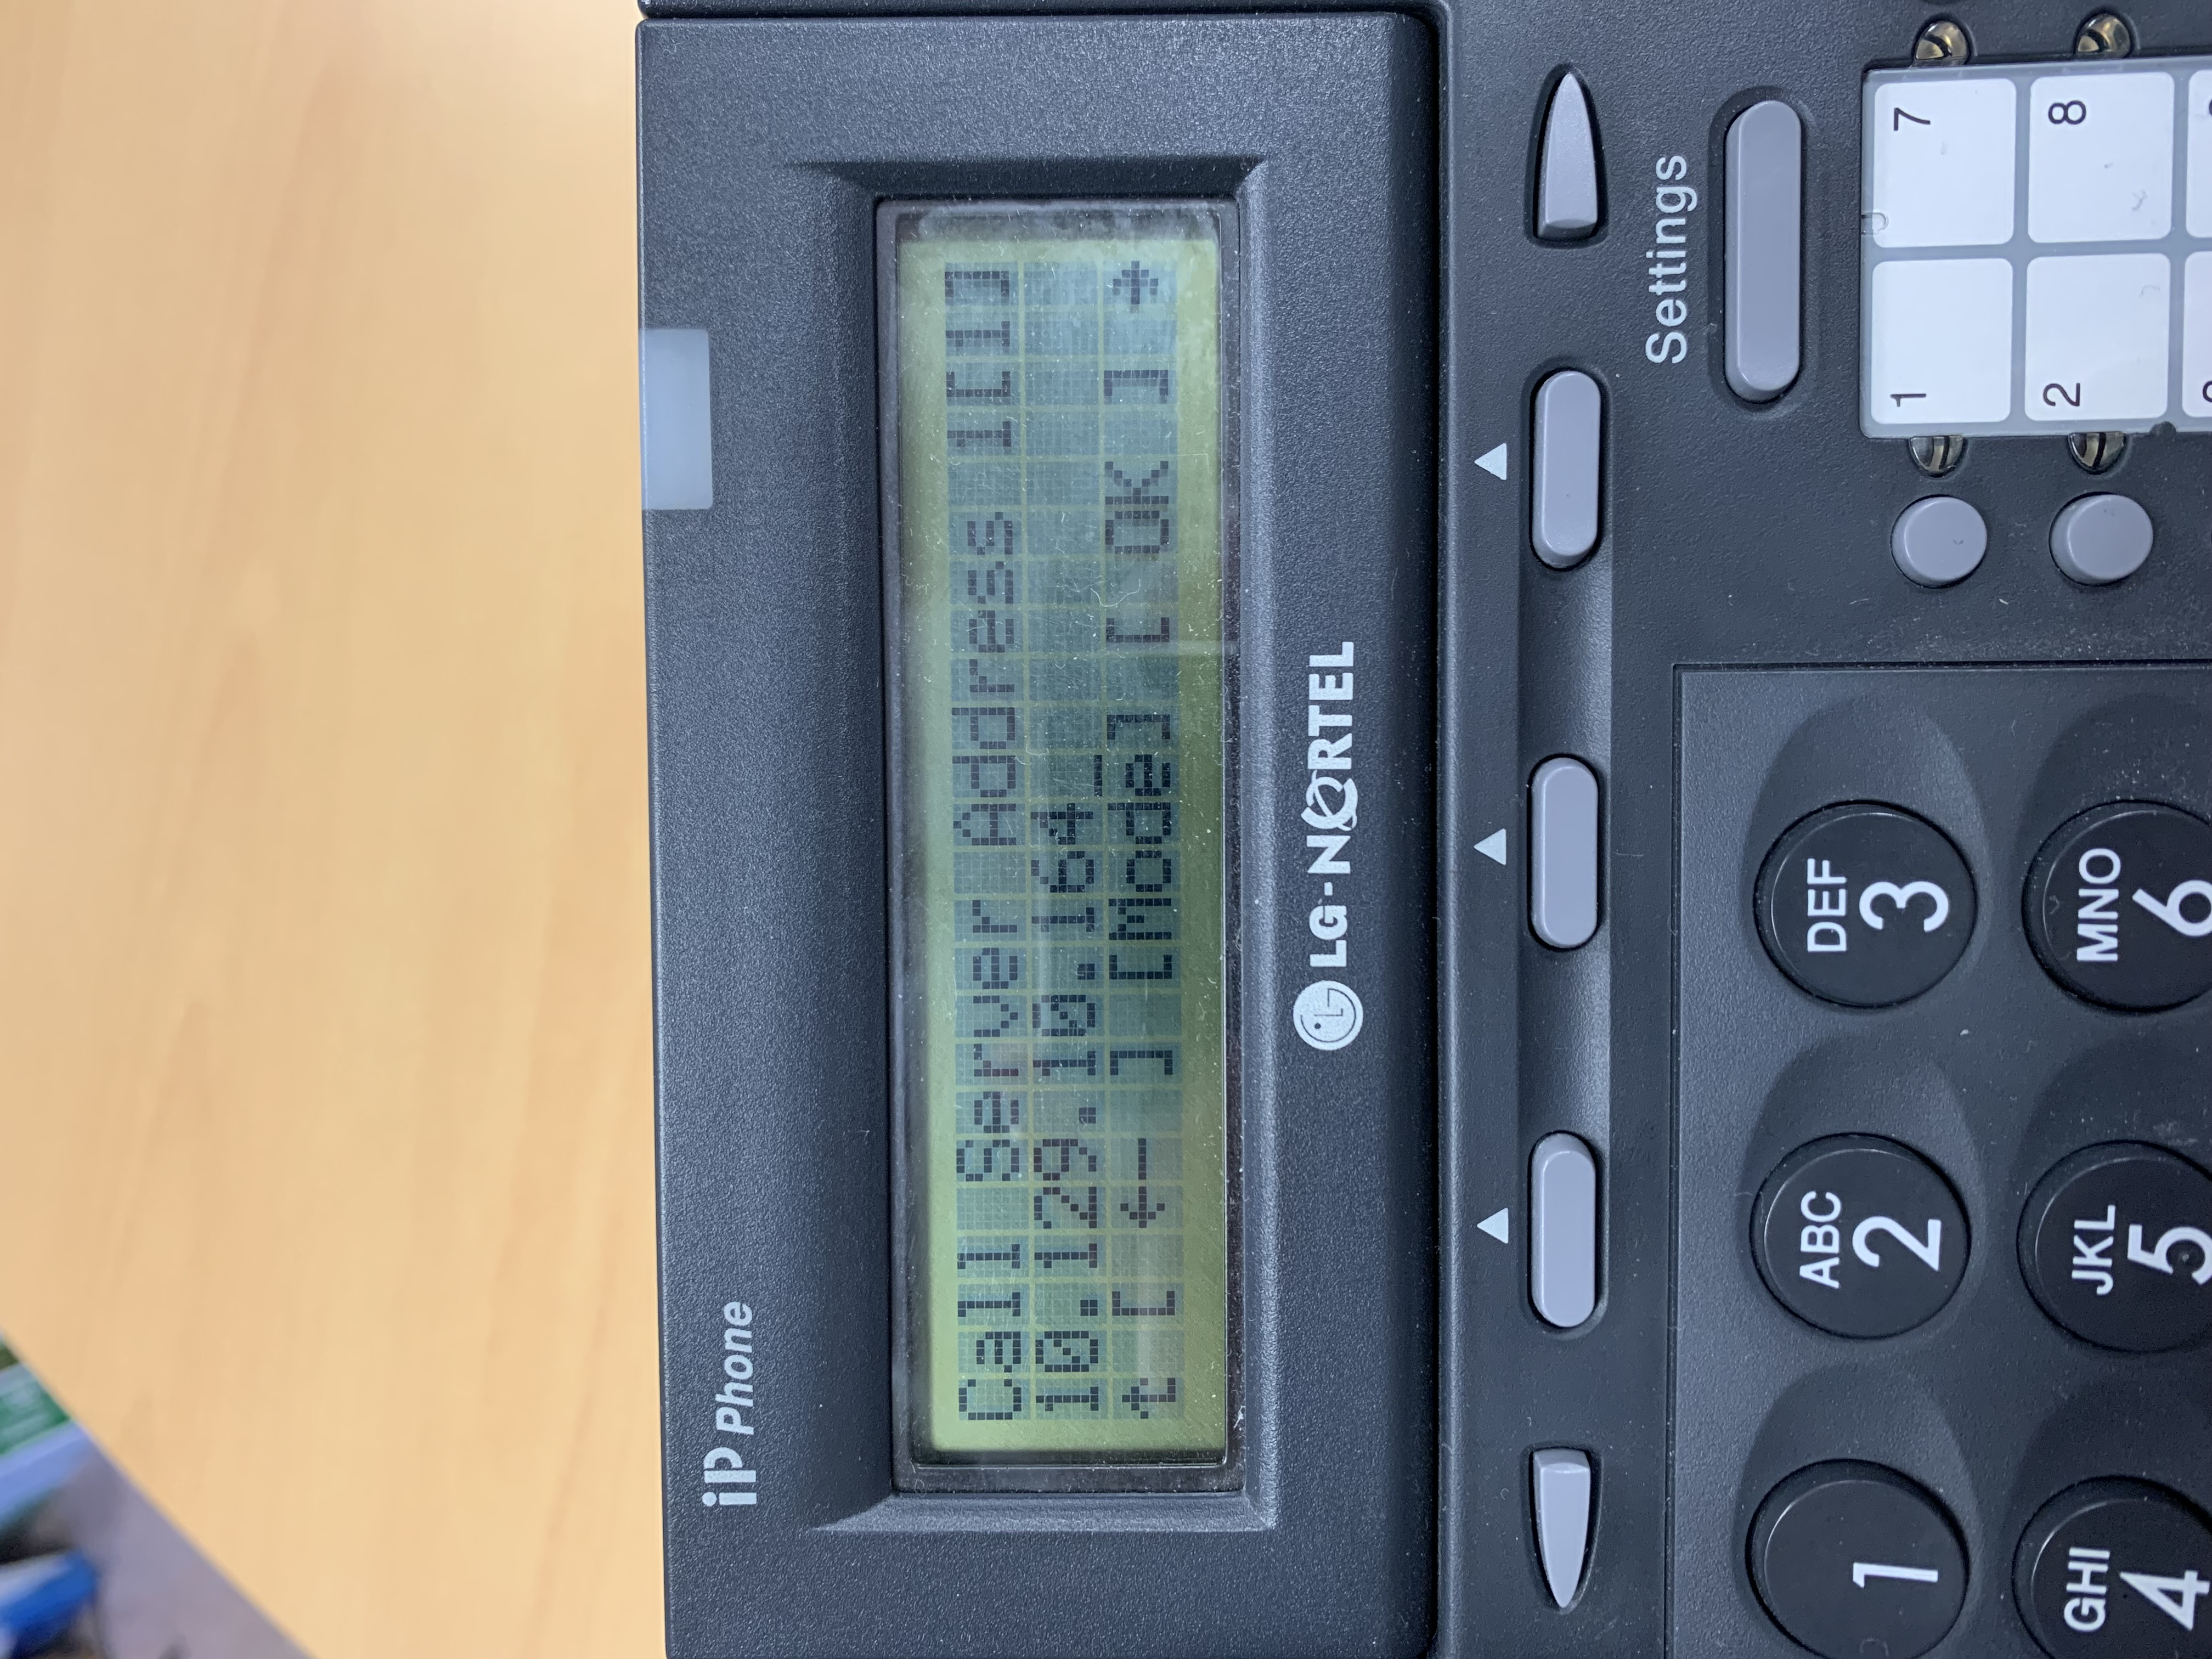 iP Phone
Call Server Address 1[1]
10.129.10.164_
t [ ← ] [Mode] [ OK ] →
LG-NORTEL
Settings
1
ABC 2
DEF 3
1 7
GHI 4
JKL 5
MNO 6
2 8